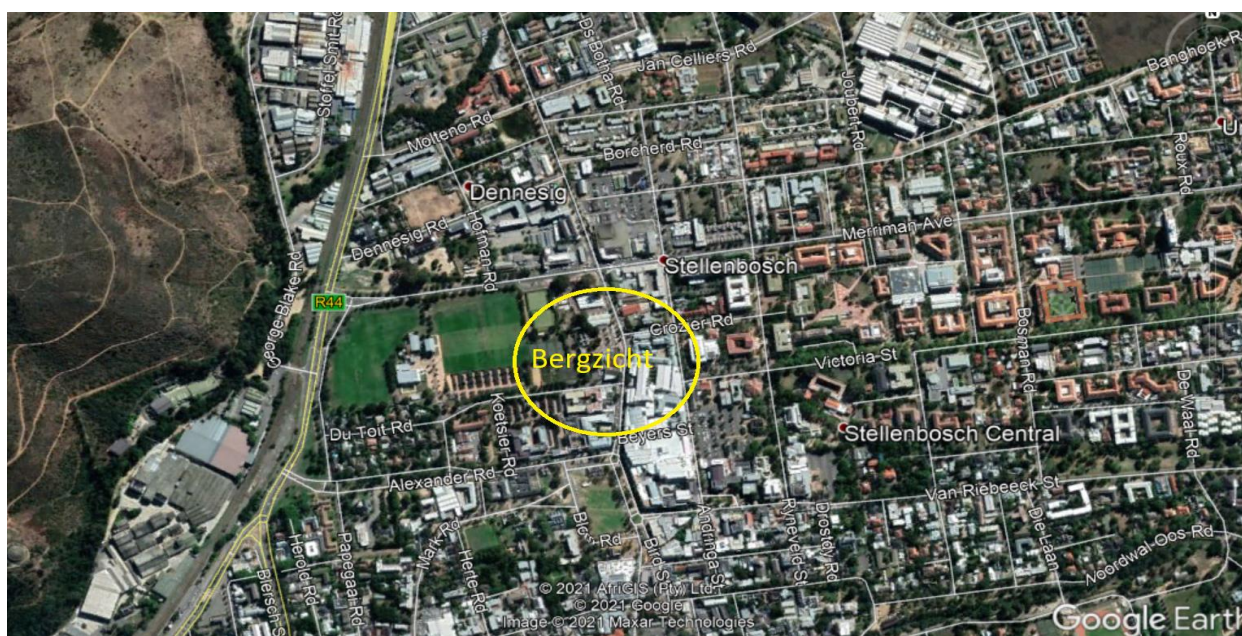 Stoffel Smit Rd
Ds Botha Rd
Jan Celliers Rd
Banghoek R
Molteno Rd
Joubert Rd
Borcherd Rd
Roux Rd
Un
Dennesig
Dennesig Rd
Hofman Rd
Merriman Ave
Stellenbosch
George Blake Rd
R44
Crozier Rd
Bosman Rd
Bergzicht
Victoria St
De Waal Rd
Koetsier Rd
Du Toit Rd
Beyers St
Stellenbosch Central
Alexander Rd
Van Riebeeck St
Andringa St
Ryneveld St
Drostdy Rd
Die Laan
Noordwal-Oos Rd
Mark Rd
Bird St
Herold Rd
Papegaai Rd
Herte Rd
© 2021 AfriGIS (Pty) Ltd.
© 2021 Google
Image © 2021 Maxar Technologies
Google Earth